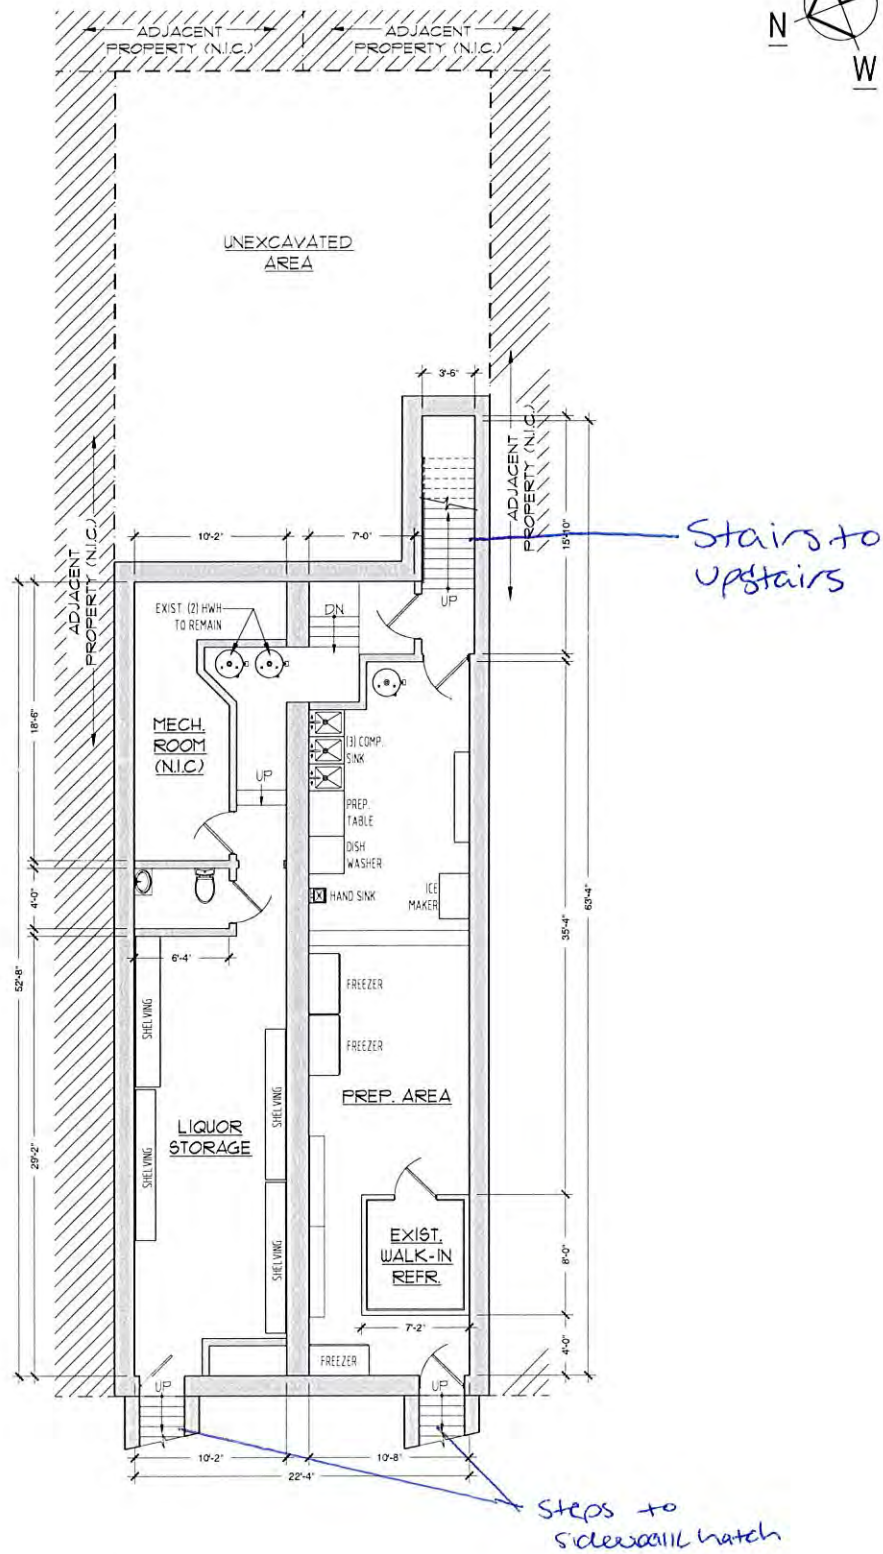 ADJACENT
PROPERTY (N.I.C.)
ADJACENT
PROPERTY (N.I.C.)
N
W
UNEXCAVATED
AREA
3'-6"
ADJACENT
PROPERTY (N.I.C.)
15'-10"
Stairs to
Upstairs
10'-2"
7'-0"
ADJACENT
PROPERTY (N.I.C.)
EXIST. (2) HWH
TO REMAIN
DN
UP
18'-6"
MECH.
ROOM
(N.I.C)
UP
(3) COMP.
SINK
PREP.
TABLE
DISH
WASHER
HAND SINK
ICE
MAKER
4'-0"
6'-4"
52'-8"
35'-4"
63'-4"
SHELVING
FREEZER
FREEZER
PREP. AREA
SHELVING
LIQUOR
STORAGE
SHELVING
29'-2"
EXIST.
WALK-IN
REFR.
SHELVING
8'-0"
7'-2"
4'-0"
FREEZER
UP
UP
10'-2"
10'-8"
22'-4"
Steps to
sidewalk hatch